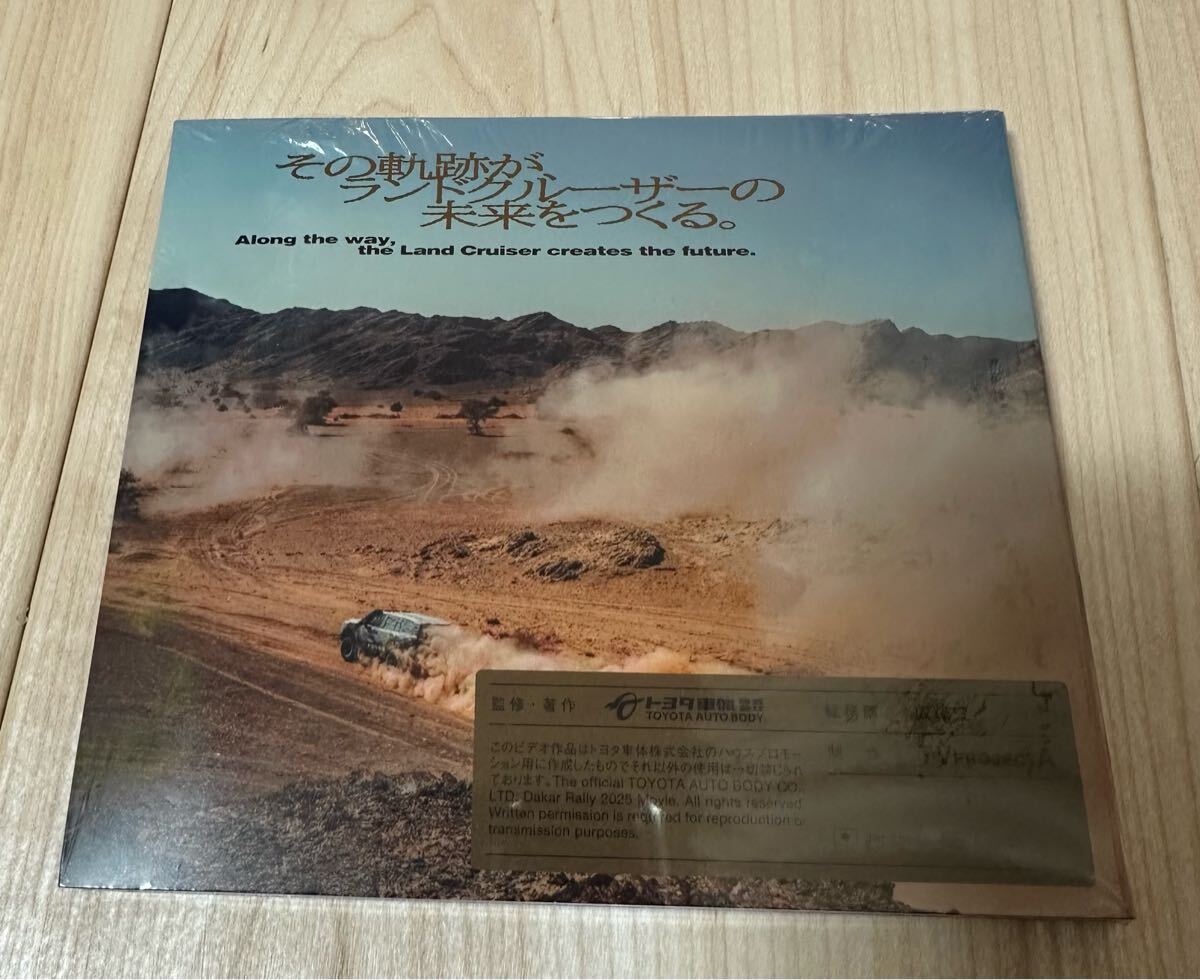 その軌跡が、
ランドクルーザーの
未来をつくる。
Along the way,
the Land Cruiser creates the future.
監修・著作
トヨタ車体
TOYOTA AUTO BODY
このビデオ作品はトヨタ車体株式会社のハウスプロモー
ション用に作成したものでそれ以外の使用は一切禁じられ
ております。The official TOYOTA AUTO BODY CO.,
LTD. Dakar Rally 2025 Movie. All rights reserved
Written permission is required for reproduction or
transmission purposes.